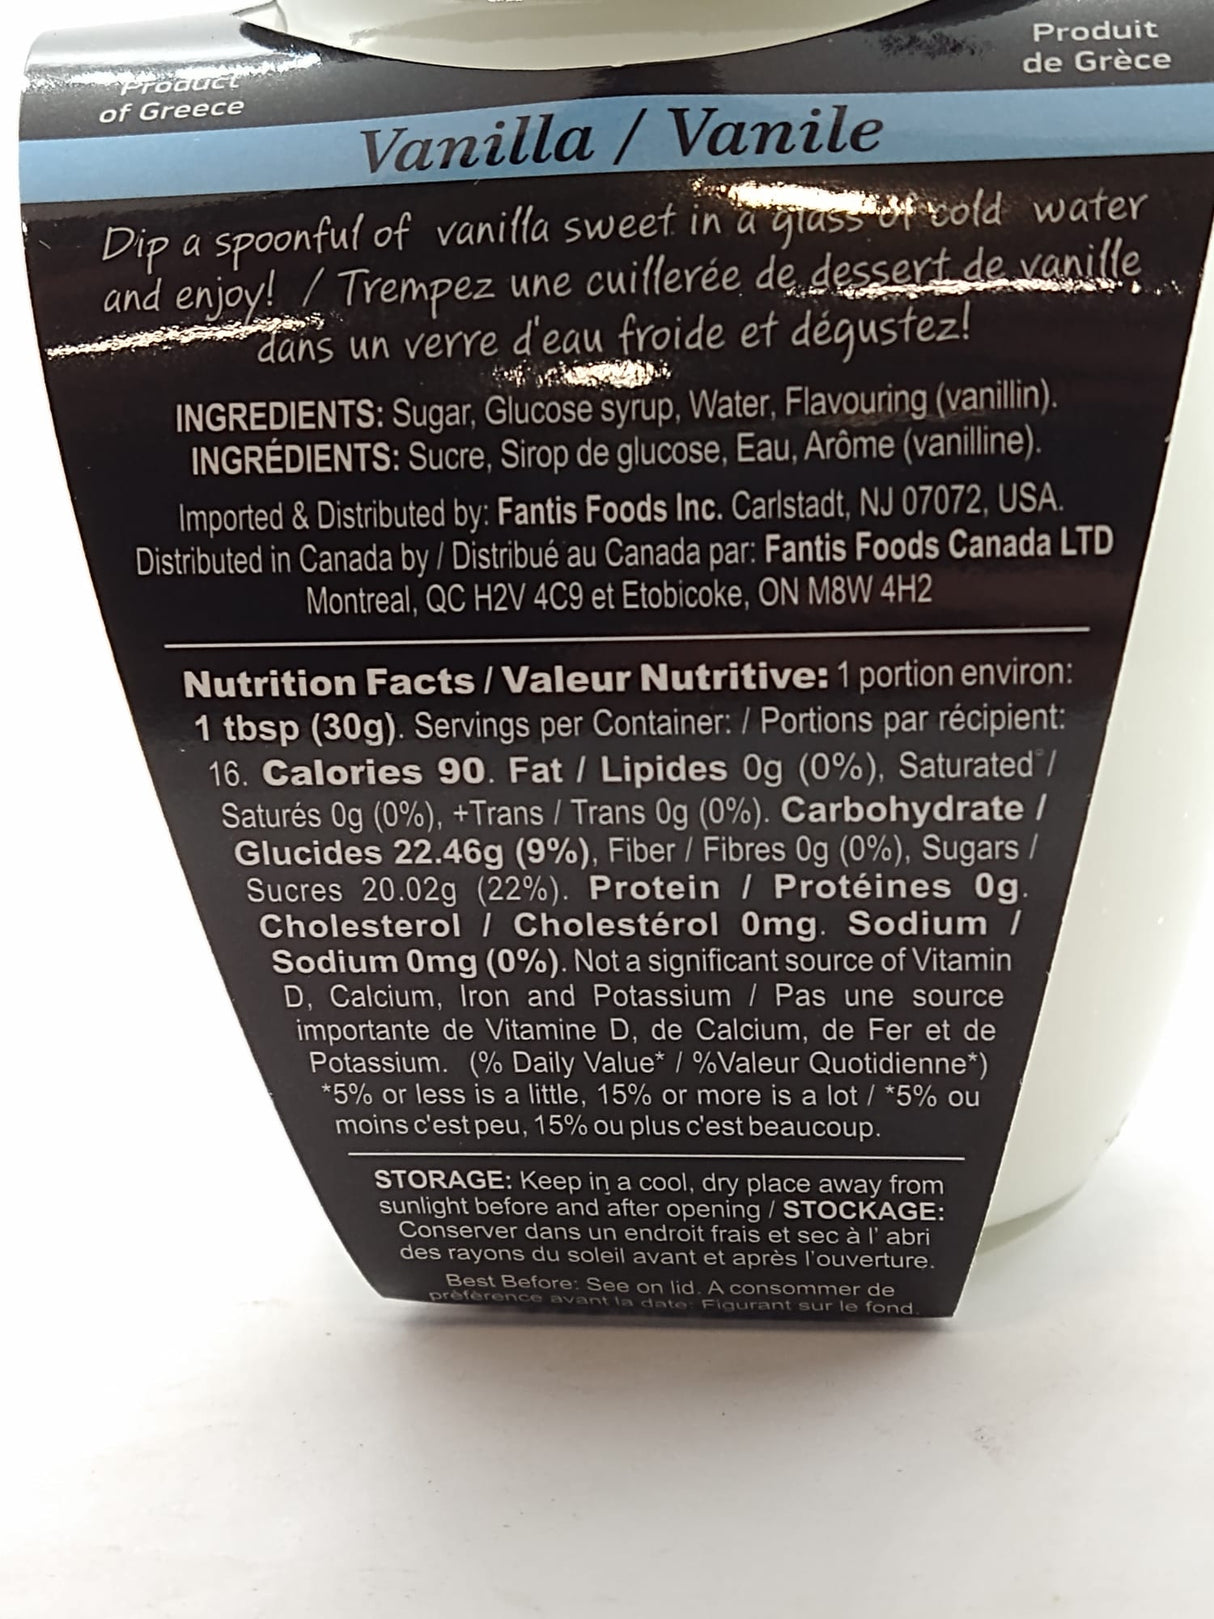 Product
of Greece
Produit
de Grèce
Vanilla / Vanile
Dip a spoonful of vanilla sweet in a glass of cold water
and enjoy! / Trempez une cuillerée de dessert de vanille
dans un verre d'eau froide et dégustez!
INGREDIENTS: Sugar, Glucose syrup, Water, Flavouring (vanillin).
INGRÉDIENTS: Sucre, Sirop de glucose, Eau, Arôme (vanilline).
Imported & Distributed by: Fantis Foods Inc. Carlstadt, NJ 07072, USA.
Distributed in Canada by / Distribué au Canada par: Fantis Foods Canada LTD
Montreal, QC H2V 4C9 et Etobicoke, ON M8W 4H2
Nutrition Facts / Valeur Nutritive: 1 portion environ:
1 tbsp (30g). Servings per Container: / Portions par récipient:
16. Calories 90. Fat / Lipides 0g (0%), Saturated /
Saturés 0g (0%), +Trans / Trans 0g (0%). Carbohydrate /
Glucides 22.46g (9%), Fiber / Fibres 0g (0%), Sugars /
Sucres 20.02g (22%). Protein / Protéines 0g.
Cholesterol / Cholestérol 0mg. Sodium /
Sodium 0mg (0%). Not a significant source of Vitamin
D, Calcium, Iron and Potassium / Pas une source
importante de Vitamine D, de Calcium, de Fer et de
Potassium. (% Daily Value* / %Valeur Quotidienne*)
*5% or less is a little, 15% or more is a lot / *5% ou
moins c'est peu, 15% ou plus c'est beaucoup.
STORAGE: Keep in a cool, dry place away from
sunlight before and after opening / STOCKAGE:
Conserver dans un endroit frais et sec à l' abri
des rayons du soleil avant et après l'ouverture.
Best Before: See on lid. A consommer de
préférence avant la date: Figurant sur le fond.